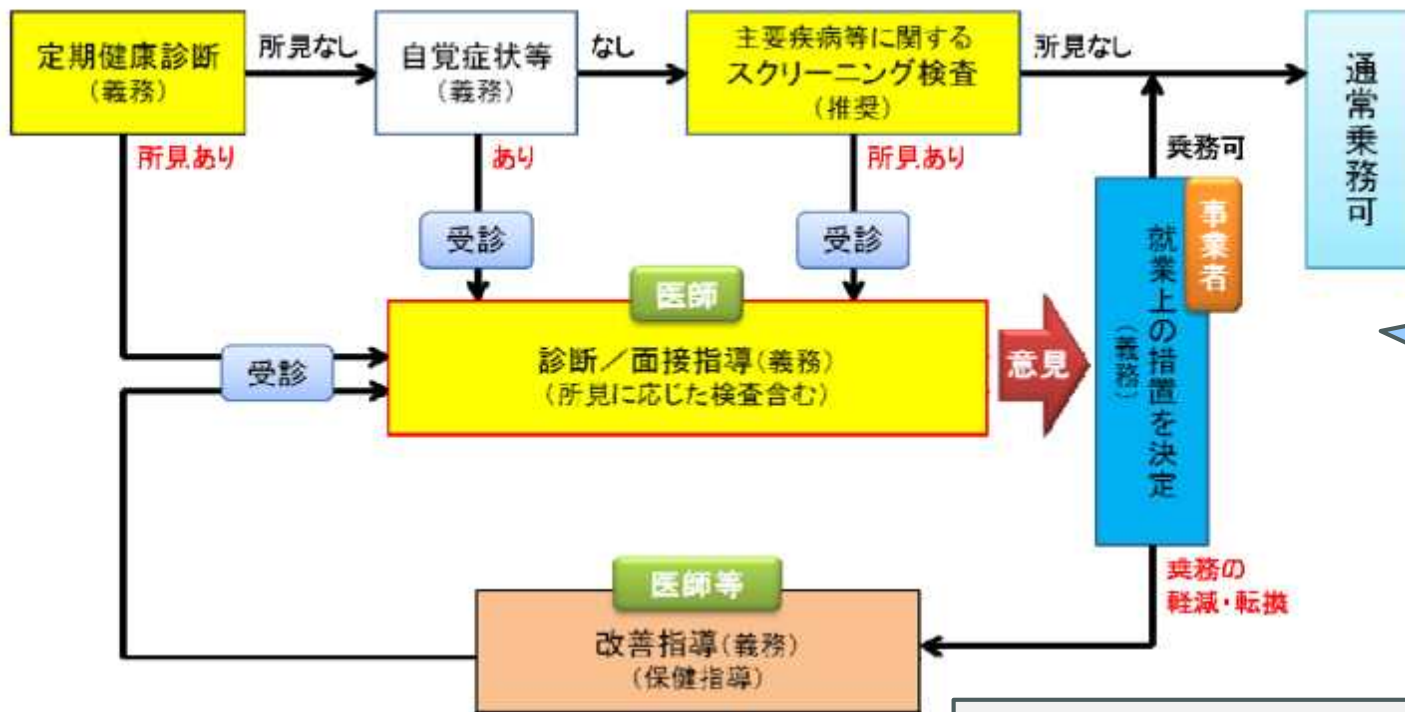 定期健康診断
(義務)
所見なし
自覚症状等
(義務)
なし
主要疾病等に関する
スクリーニング検査
(推奨)
所見なし
通常乗務可
所見あり
あり
所見あり
乗務可
受診
受診
事業者
就業上の措置を決定
(義務)
医師
診断／面接指導(義務)
(所見に応じた検査含む)
意見
受診
乗務の
軽減・転換
医師等
改善指導(義務)
(保健指導)